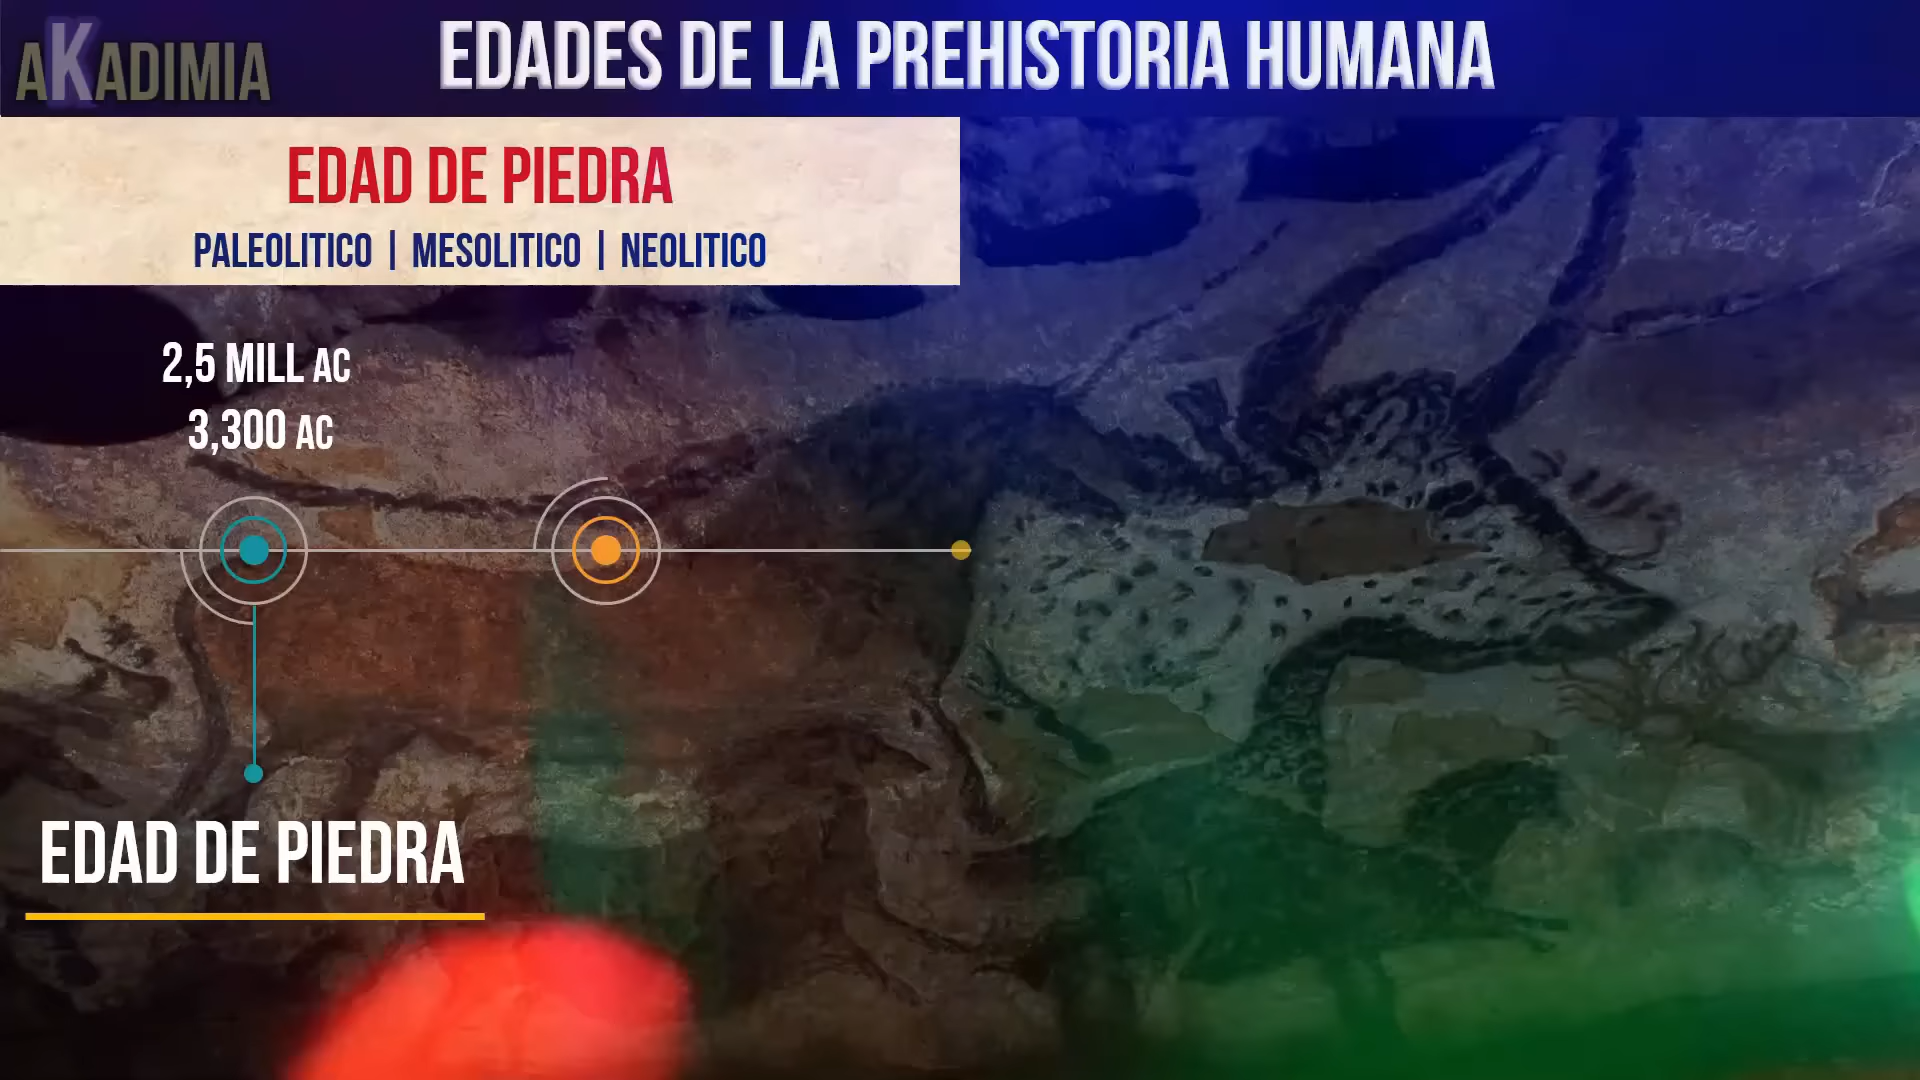 AKADIMIA
EDADES DE LA PREHISTORIA HUMANA
EDAD DE PIEDRA
PALEOLITICO | MESOLITICO | NEOLITICO
2,5 MILL AC
3,300 AC
EDAD DE PIEDRA